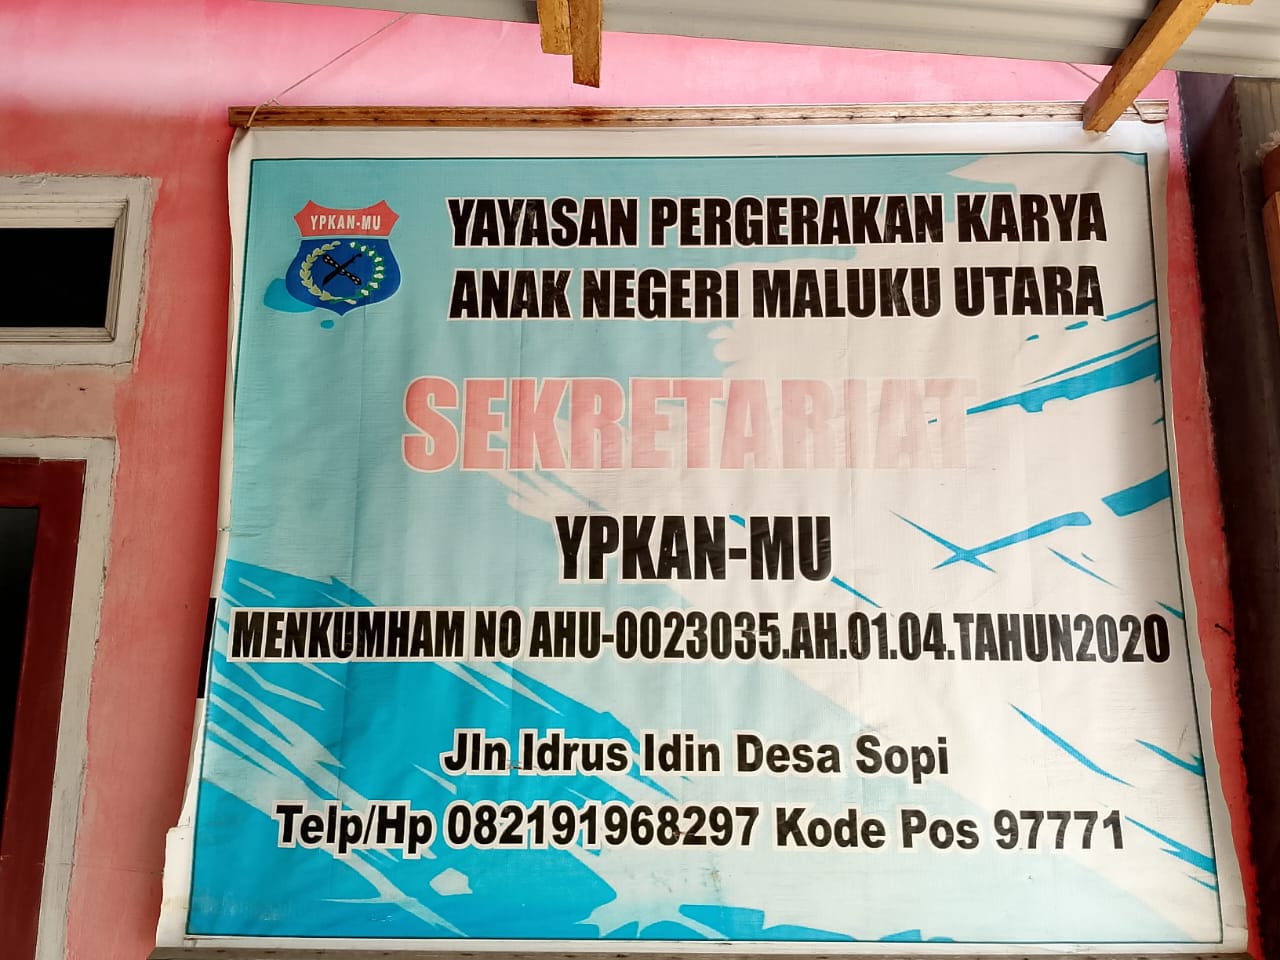 YPKAN-MU
YAYASAN PERGERAKAN KARYA
ANAK NEGERI MALUKU UTARA
SEKRETARIAT
YPKAN-MU
MENKUMHAM NO AHU-0023035.AH.01.04.TAHUN2020
Jln Idrus Idin Desa Sopi
Telp/Hp 082191968297 Kode Pos 97771